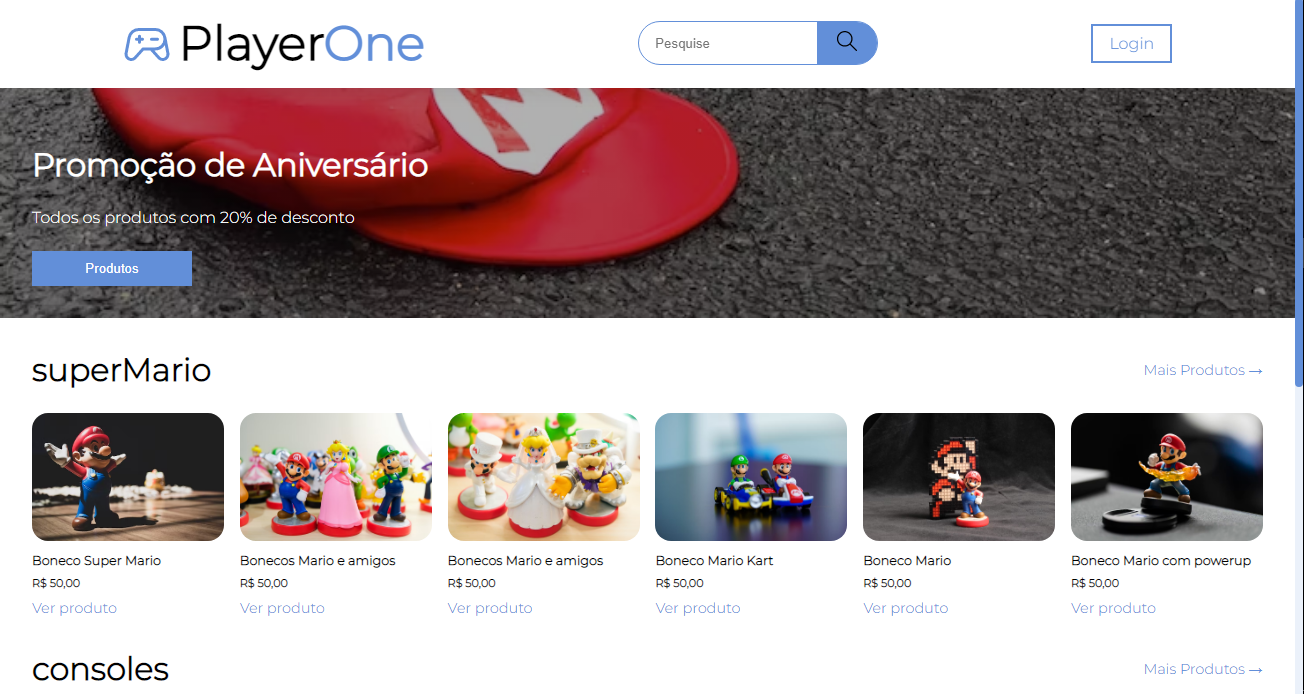 PlayerOne
Pesquise
Login
Promoção de Aniversário
Todos os produtos com 20% de desconto
Produtos
superMario
Mais Produtos →
Boneco Super Mario
R$ 50,00
Ver produto
Bonecos Mario e amigos
R$ 50,00
Ver produto
Bonecos Mario e amigos
R$ 50,00
Ver produto
Boneco Mario Kart
R$ 50,00
Ver produto
Boneco Mario
R$ 50,00
Ver produto
Boneco Mario com powerup
R$ 50,00
Ver produto
consoles
Mais Produtos →